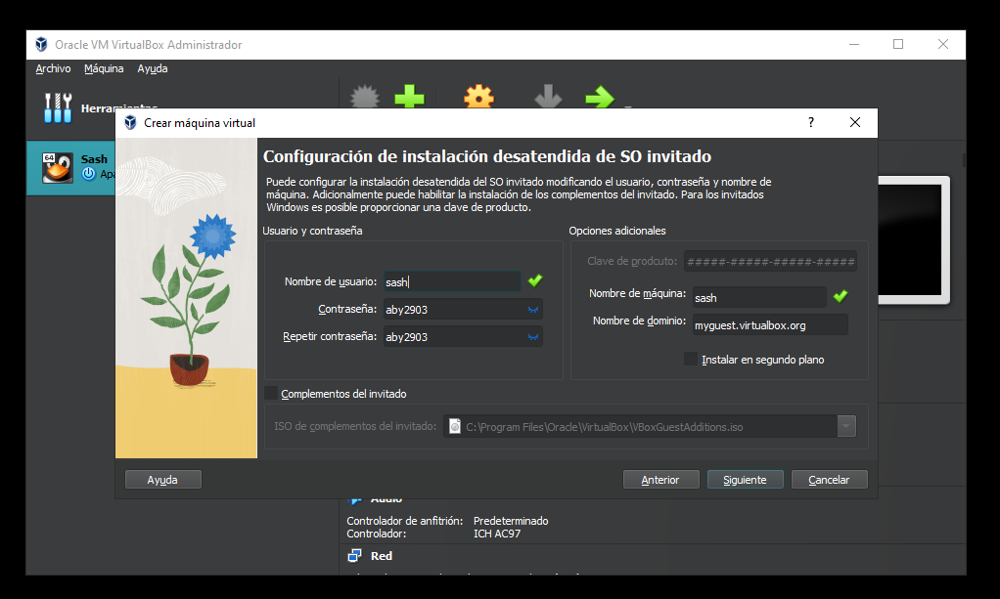 Oracle VM VirtualBox Administrador
Archivo Máquina Ayuda
Herramientas
Crear máquina virtual ?
64
Sash
Configuración de instalación desatendida de SO invitado
Puede configurar la instalación desatendida del SO invitado modificando el usuario, contraseña y nombre de
máquina. Adicionalmente puede habilitar la instalación de los complementos del invitado. Para los invitados
Windows es posible proporcionar una clave de producto.
Usuario y contraseña
Nombre de usuario: sash
Contraseña: aby2903
Repetir contraseña: aby2903
Opciones adicionales
Clave de prodcuto: #####-#####-#####-#####
Nombre de máquina: sash
Nombre de dominio: myguest.virtualbox.org
Instalar en segundo plano
Complementos del invitado
ISO de complementos del invitado: C:\Program Files\Oracle\VirtualBox\VBoxGuestAdditions.iso
Ayuda Anterior Siguiente Cancelar
Audio
Controlador de anfitrión: Predeterminado
Controlador: ICH AC97
Red